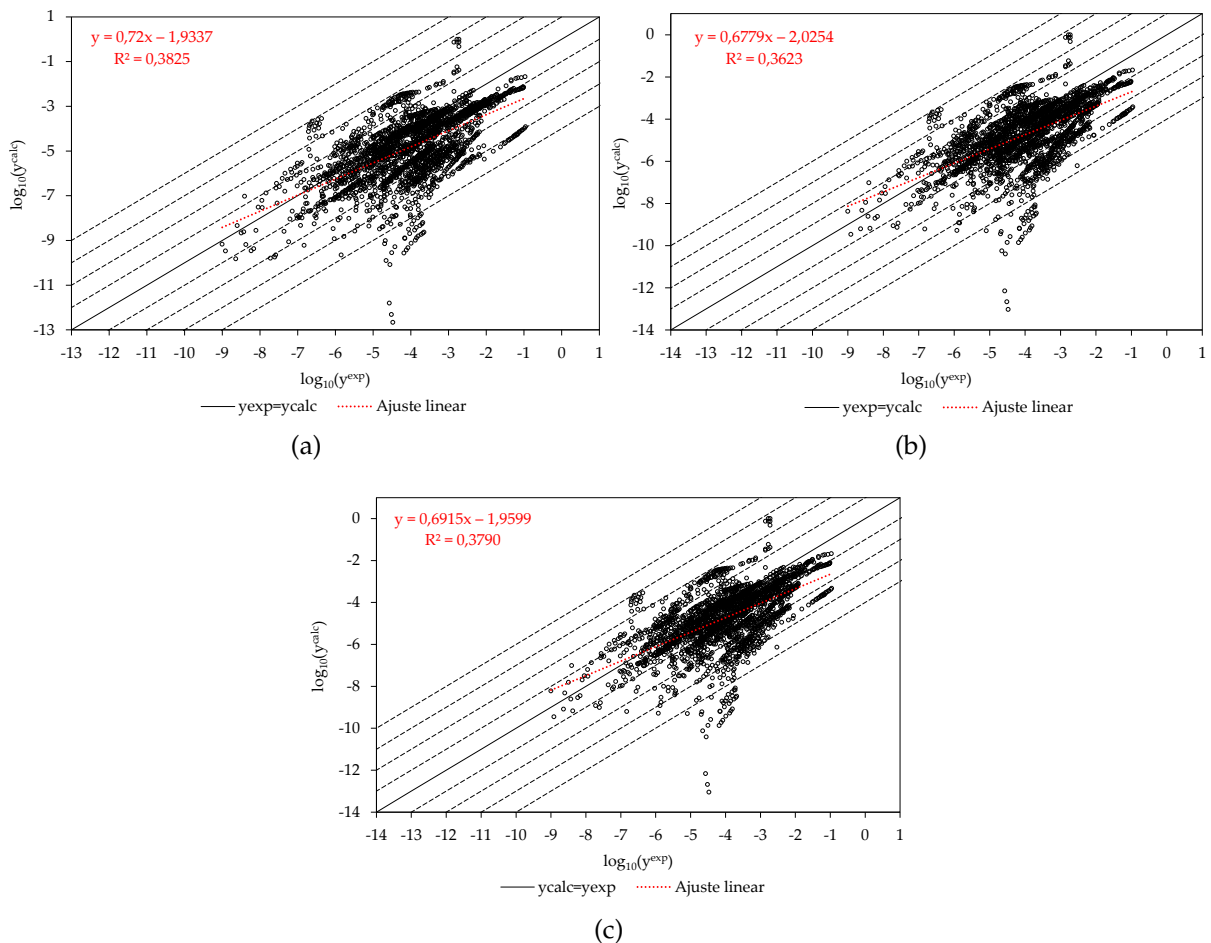 y = 0,72x – 1,9337
R² = 0,3825
1
-1
-3
-5
-7
-9
-11
-13
log₁₀(yᶜᵃˡᶜ)
-13 -12 -11 -10 -9 -8 -7 -6 -5 -4 -3 -2 -1 0 1
log₁₀(yᵉˣᵖ)
yexp=ycalc Ajuste linear
(a)
y = 0,6779x – 2,0254
R² = 0,3623
0
-2
-4
-6
-8
-10
-12
-14
log₁₀(yᶜᵃˡᶜ)
-14 -13 -12 -11 -10 -9 -8 -7 -6 -5 -4 -3 -2 -1 0 1
log₁₀(yᵉˣᵖ)
yexp=ycalc Ajuste linear
(b)
y = 0,6915x – 1,9599
R² = 0,3790
0
-2
-4
-6
-8
-10
-12
-14
log₁₀(yᶜᵃˡᶜ)
-14 -13 -12 -11 -10 -9 -8 -7 -6 -5 -4 -3 -2 -1 0 1
log₁₀(yᵉˣᵖ)
ycalc=yexp Ajuste linear
(c)